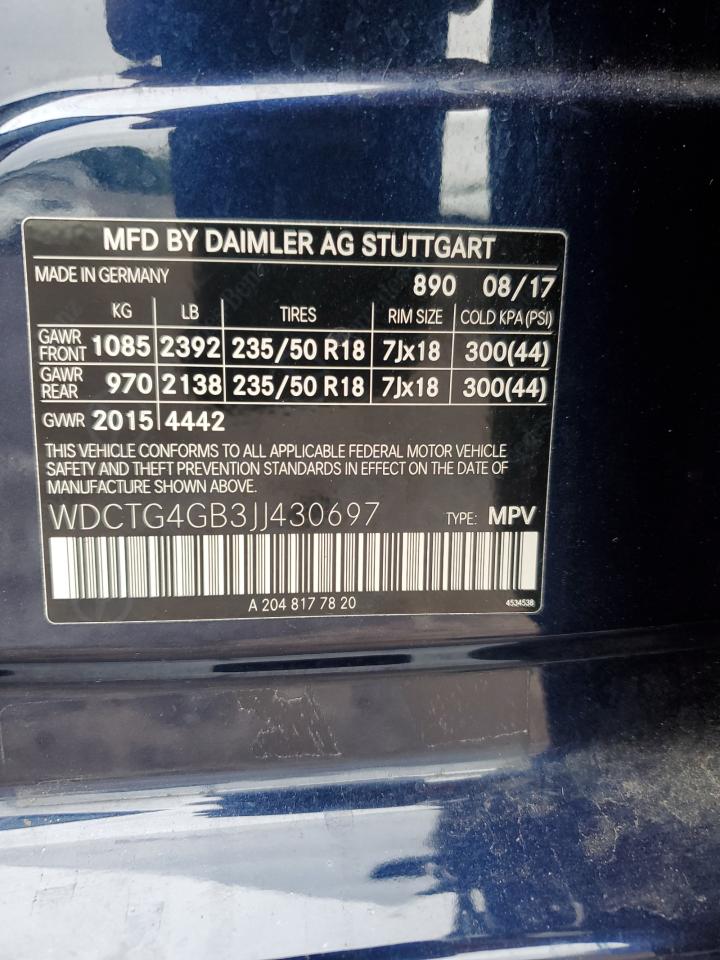 MFD BY DAIMLER AG STUTTGART
MADE IN GERMANY 890 08/17
KG LB TIRES RIM SIZE COLD KPA (PSI)
GAWR FRONT 1085 2392 235/50 R18 7Jx18 300(44)
GAWR REAR 970 2138 235/50 R18 7Jx18 300(44)
GVWR 2015 4442
THIS VEHICLE CONFORMS TO ALL APPLICABLE FEDERAL MOTOR VEHICLE
SAFETY AND THEFT PREVENTION STANDARDS IN EFFECT ON THE DATE OF
MANUFACTURE SHOWN ABOVE.
WDCTG4GB3JJ430697 TYPE: MPV
A 204 817 78 20 4534538